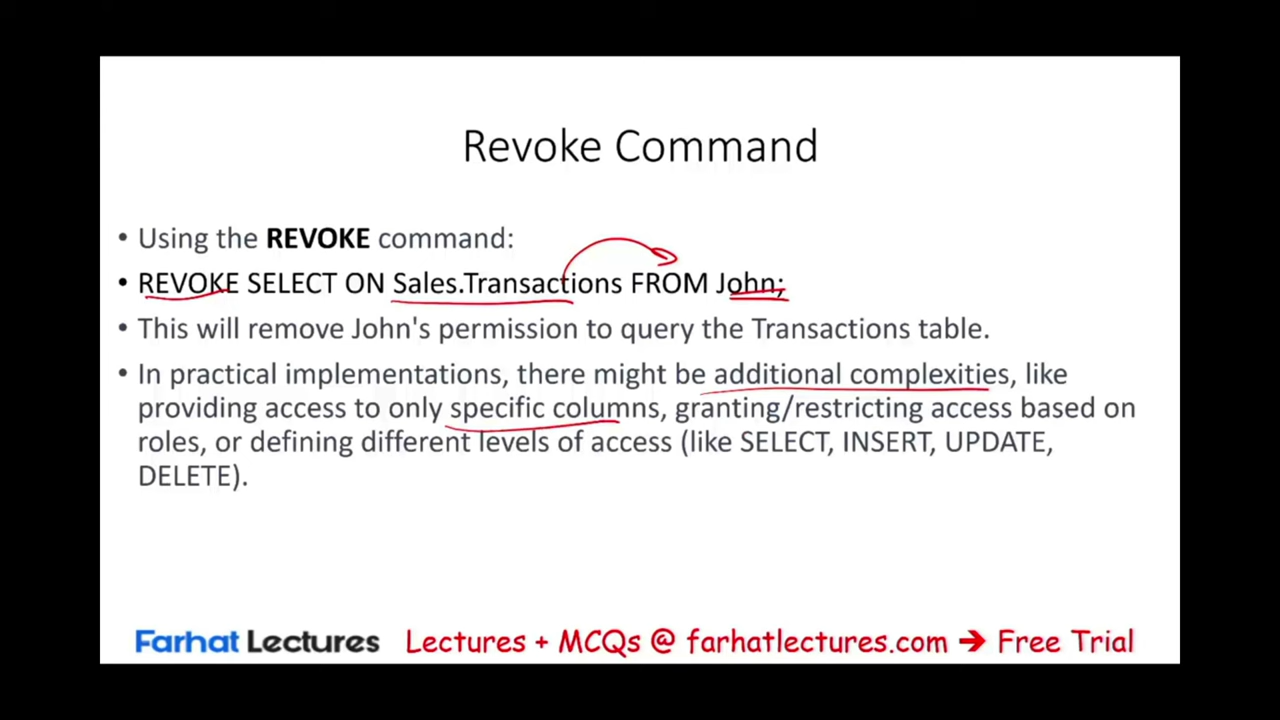 Revoke Command
• Using the REVOKE command:
• REVOKE SELECT ON Sales.Transactions FROM John;
• This will remove John's permission to query the Transactions table.
• In practical implementations, there might be additional complexities, like
providing access to only specific columns, granting/restricting access based on
roles, or defining different levels of access (like SELECT, INSERT, UPDATE,
DELETE).
Farhat Lectures Lectures + MCQs @ farhatlectures.com → Free Trial